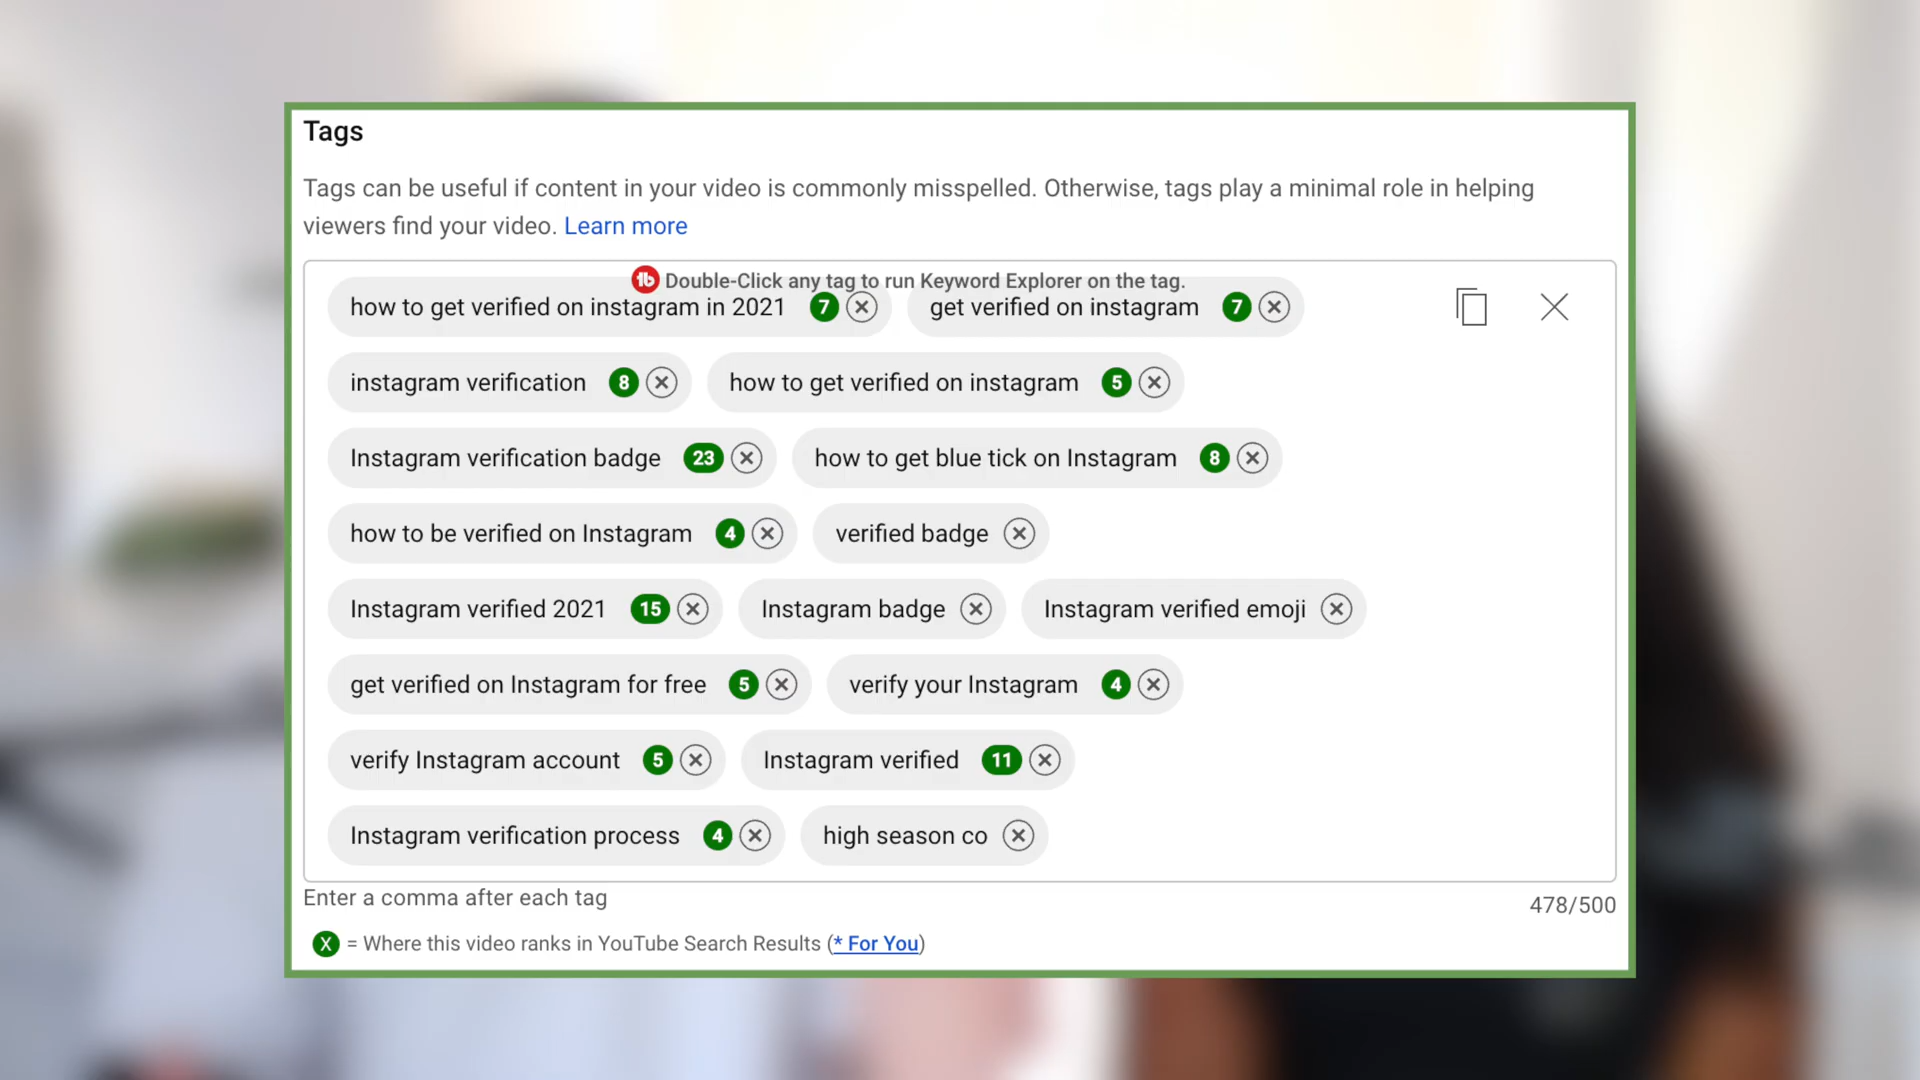 Tags
Tags can be useful if content in your video is commonly misspelled. Otherwise, tags play a minimal role in helping
viewers find your video. Learn more
tb Double-Click any tag to run Keyword Explorer on the tag.
how to get verified on instagram in 2021 7 get verified on instagram 7
instagram verification 8 how to get verified on instagram 5
Instagram verification badge 23 how to get blue tick on Instagram 8
how to be verified on Instagram 4 verified badge
Instagram verified 2021 15 Instagram badge Instagram verified emoji
get verified on Instagram for free 5 verify your Instagram 4
verify Instagram account 5 Instagram verified 11
Instagram verification process 4 high season co
Enter a comma after each tag
478/500
X = Where this video ranks in YouTube Search Results (* For You)